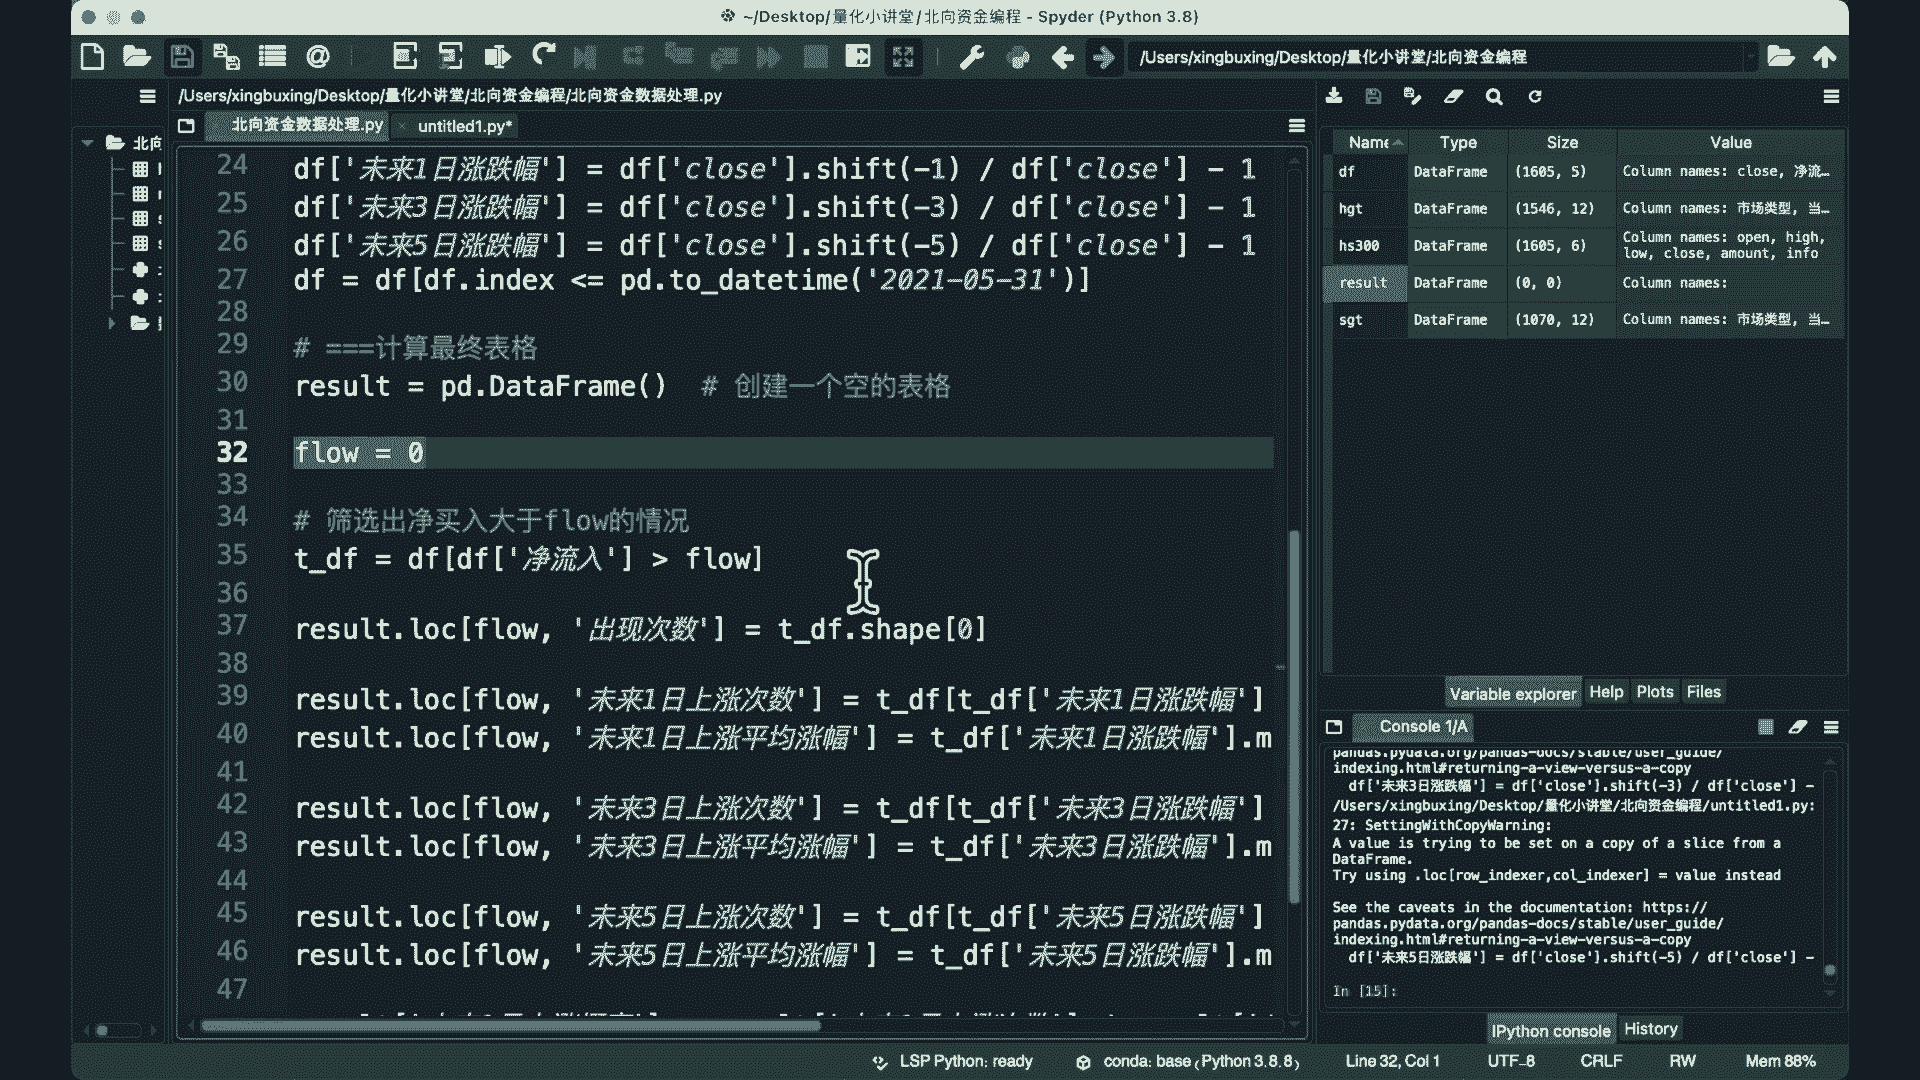 ~/Desktop/量化小讲堂/北向资金编程 - Spyder (Python 3.8)
/Users/xingbuxing/Desktop/量化小讲堂/北向资金编程
/Users/xingbuxing/Desktop/量化小讲堂/北向资金编程/北向资金数据处理.py
北向资金数据处理.py
untitled1.py*
北向
24 df['未来1日涨跌幅'] = df['close'].shift(-1) / df['close'] - 1
25 df['未来3日涨跌幅'] = df['close'].shift(-3) / df['close'] - 1
26 df['未来5日涨跌幅'] = df['close'].shift(-5) / df['close'] - 1
27 df = df[df.index <= pd.to_datetime('2021-05-31')]
28
29 # ===计算最终表格
30 result = pd.DataFrame()  # 创建一个空的表格
31
32 flow = 0
33
34 # 筛选出净买入大于flow的情况
35 t_df = df[df['净流入'] > flow]
36
37 result.loc[flow, '出现次数'] = t_df.shape[0]
38
39 result.loc[flow, '未来1日上涨次数'] = t_df[t_df['未来1日涨跌幅']
40 result.loc[flow, '未来1日上涨平均涨幅'] = t_df['未来1日涨跌幅'].m
41
42 result.loc[flow, '未来3日上涨次数'] = t_df[t_df['未来3日涨跌幅']
43 result.loc[flow, '未来3日上涨平均涨幅'] = t_df['未来3日涨跌幅'].m
44
45 result.loc[flow, '未来5日上涨次数'] = t_df[t_df['未来5日涨跌幅']
46 result.loc[flow, '未来5日上涨平均涨幅'] = t_df['未来5日涨跌幅'].m
47
Name Type Size Value
df DataFrame (1605, 5) Column names: close, 净流…
hgt DataFrame (1546, 12) Column names: 市场类型, 当…
hs300 DataFrame (1605, 6) Column names: open, high,
low, close, amount, info
result DataFrame (0, 0) Column names:
sgt DataFrame (1070, 12) Column names: 市场类型, 当…
Variable explorer Help Plots Files
Console 1/A
pandas.pydata.org/pandas-docs/stable/user_guide/
indexing.html#returning-a-view-versus-a-copy
df['未来3日涨跌幅'] = df['close'].shift(-3) / df['close'] -
/Users/xingbuxing/Desktop/量化小讲堂/北向资金编程/untitled1.py:
27: SettingWithCopyWarning:
A value is trying to be set on a copy of a slice from a
DataFrame.
Try using .loc[row_indexer,col_indexer] = value instead
See the caveats in the documentation: https://
pandas.pydata.org/pandas-docs/stable/user_guide/
indexing.html#returning-a-view-versus-a-copy
df['未来5日涨跌幅'] = df['close'].shift(-5) / df['close'] -
In [15]:
IPython console History
LSP Python: ready conda: base (Python 3.8.8) Line 32, Col 1 UTF-8 CRLF RW Mem 88%